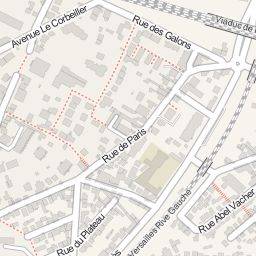 Viaduc de
Avenue Le Corbeiller
Rue des Galons
Rue de Paris
Versailles Rive Gauche
Rue Abel Vacher
Rue du Plateau